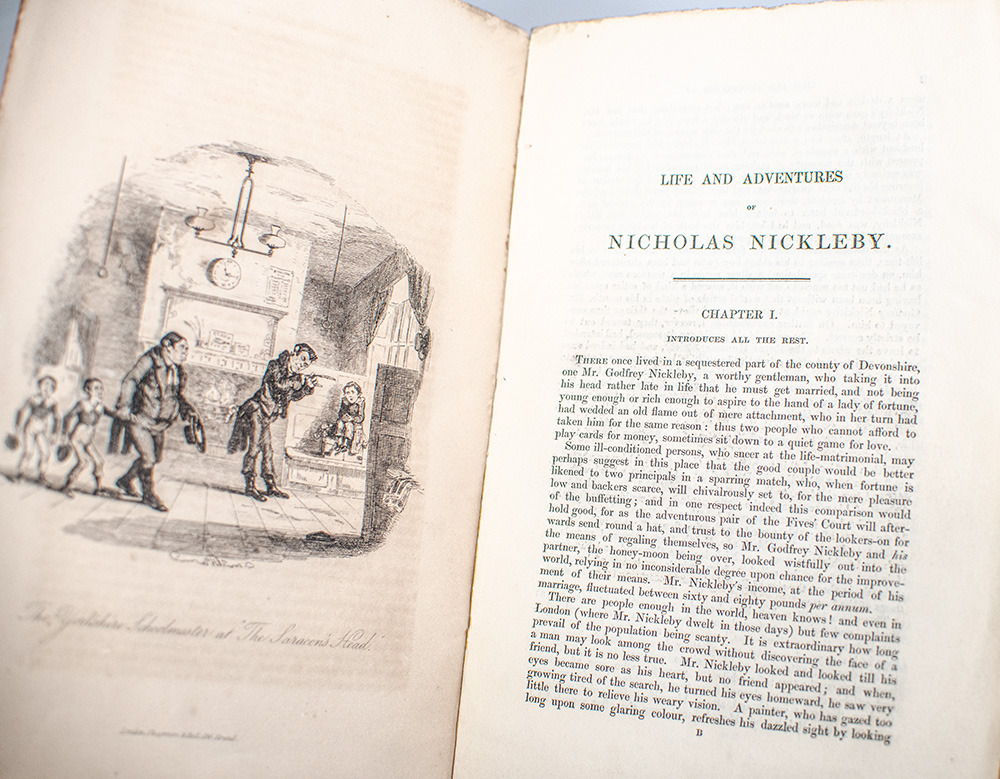 The Yorkshire Schoolmaster at "The Saracen's Head."
LIFE AND ADVENTURES
OF
NICHOLAS NICKLEBY.
CHAPTER I.
INTRODUCES ALL THE REST.
THERE once lived in a sequestered part of the county of Devonshire,
one Mr. Godfrey Nickleby, a worthy gentleman, who taking it into
his head rather late in life that he must get married, and not being
young enough or rich enough to aspire to the hand of a lady of fortune,
had wedded an old flame out of mere attachment, who in her turn had
taken him for the same reason: thus two people who cannot afford to
play cards for money, sometimes sit down to a quiet game for love.
Some ill-conditioned persons, who sneer at the life-matrimonial, may
perhaps suggest in this place that the good couple would be better
likened to two principals in a sparring match, who, when fortune is
low and backers scarce, will chivalrously set to, for the mere pleasure
of the buffetting; and in one respect indeed this comparison would
hold good, for as the adventurous pair of the Fives' Court will after-
wards send round a hat, and trust to the bounty of the lookers-on for
the means of regaling themselves, so Mr. Godfrey Nickleby and his
partner, the honey-moon being over, looked wistfully out into the
world, relying in no inconsiderable degree upon chance for the improve-
ment of their means. Mr. Nickleby's income, at the period of his
marriage, fluctuated between sixty and eighty pounds per annum.
There are people enough in the world, heaven knows! and even in
London (where Mr. Nickleby dwelt in those days) but few complaints
prevail of the population being scanty. It is extraordinary how long
a man may look among the crowd without discovering the face of a
friend, but it is no less true. Mr. Nickleby looked and looked till his
eyes became sore as his heart, but no friend appeared; and when,
growing tired of the search, he turned his eyes homeward, he saw very
little there to relieve his weary vision. A painter, who has gazed too
long upon some glaring colour, refreshes his dazzled sight by looking
B